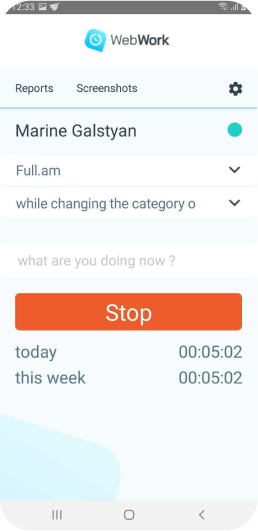 12:33
WebWork
Reports Screenshots
Marine Galstyan
Full.am
while changing the category o
what are you doing now ?
Stop
today 00:05:02
this week 00:05:02